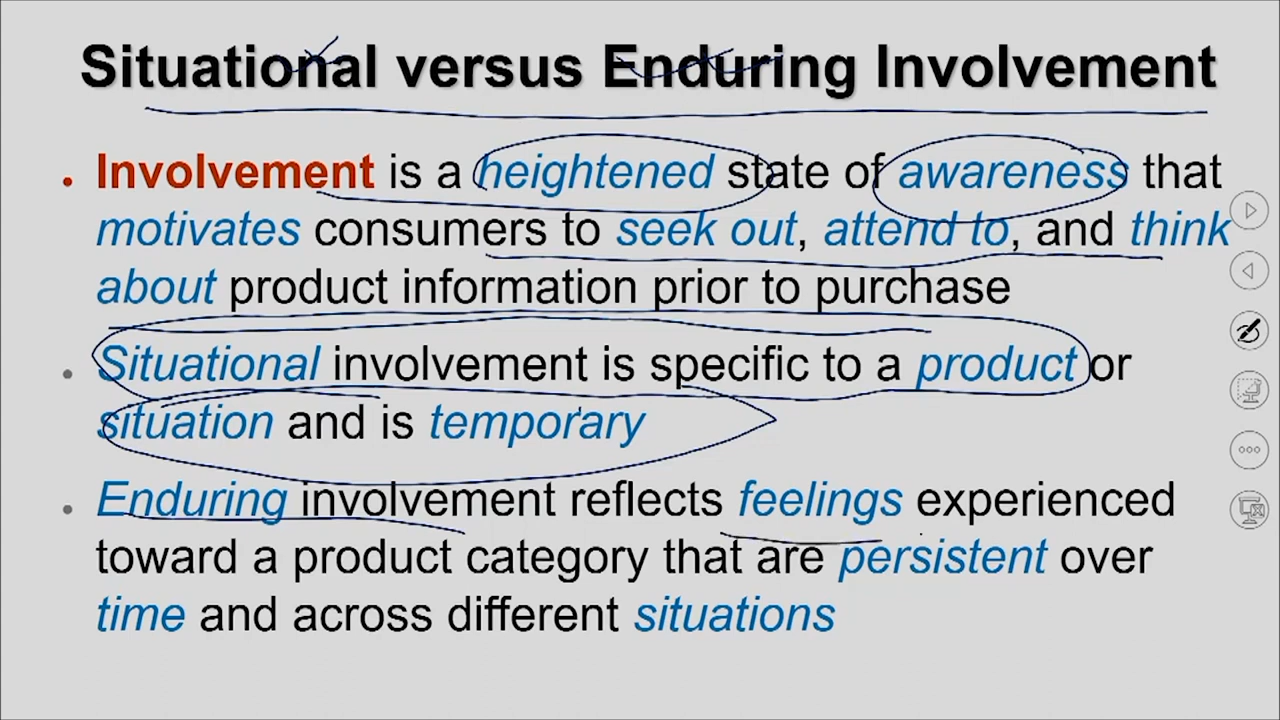 Situational versus Enduring Involvement
• Involvement is a heightened state of awareness that
motivates consumers to seek out, attend to, and think
about product information prior to purchase
• Situational involvement is specific to a product or
situation and is temporary
• Enduring involvement reflects feelings experienced
toward a product category that are persistent over
time and across different situations